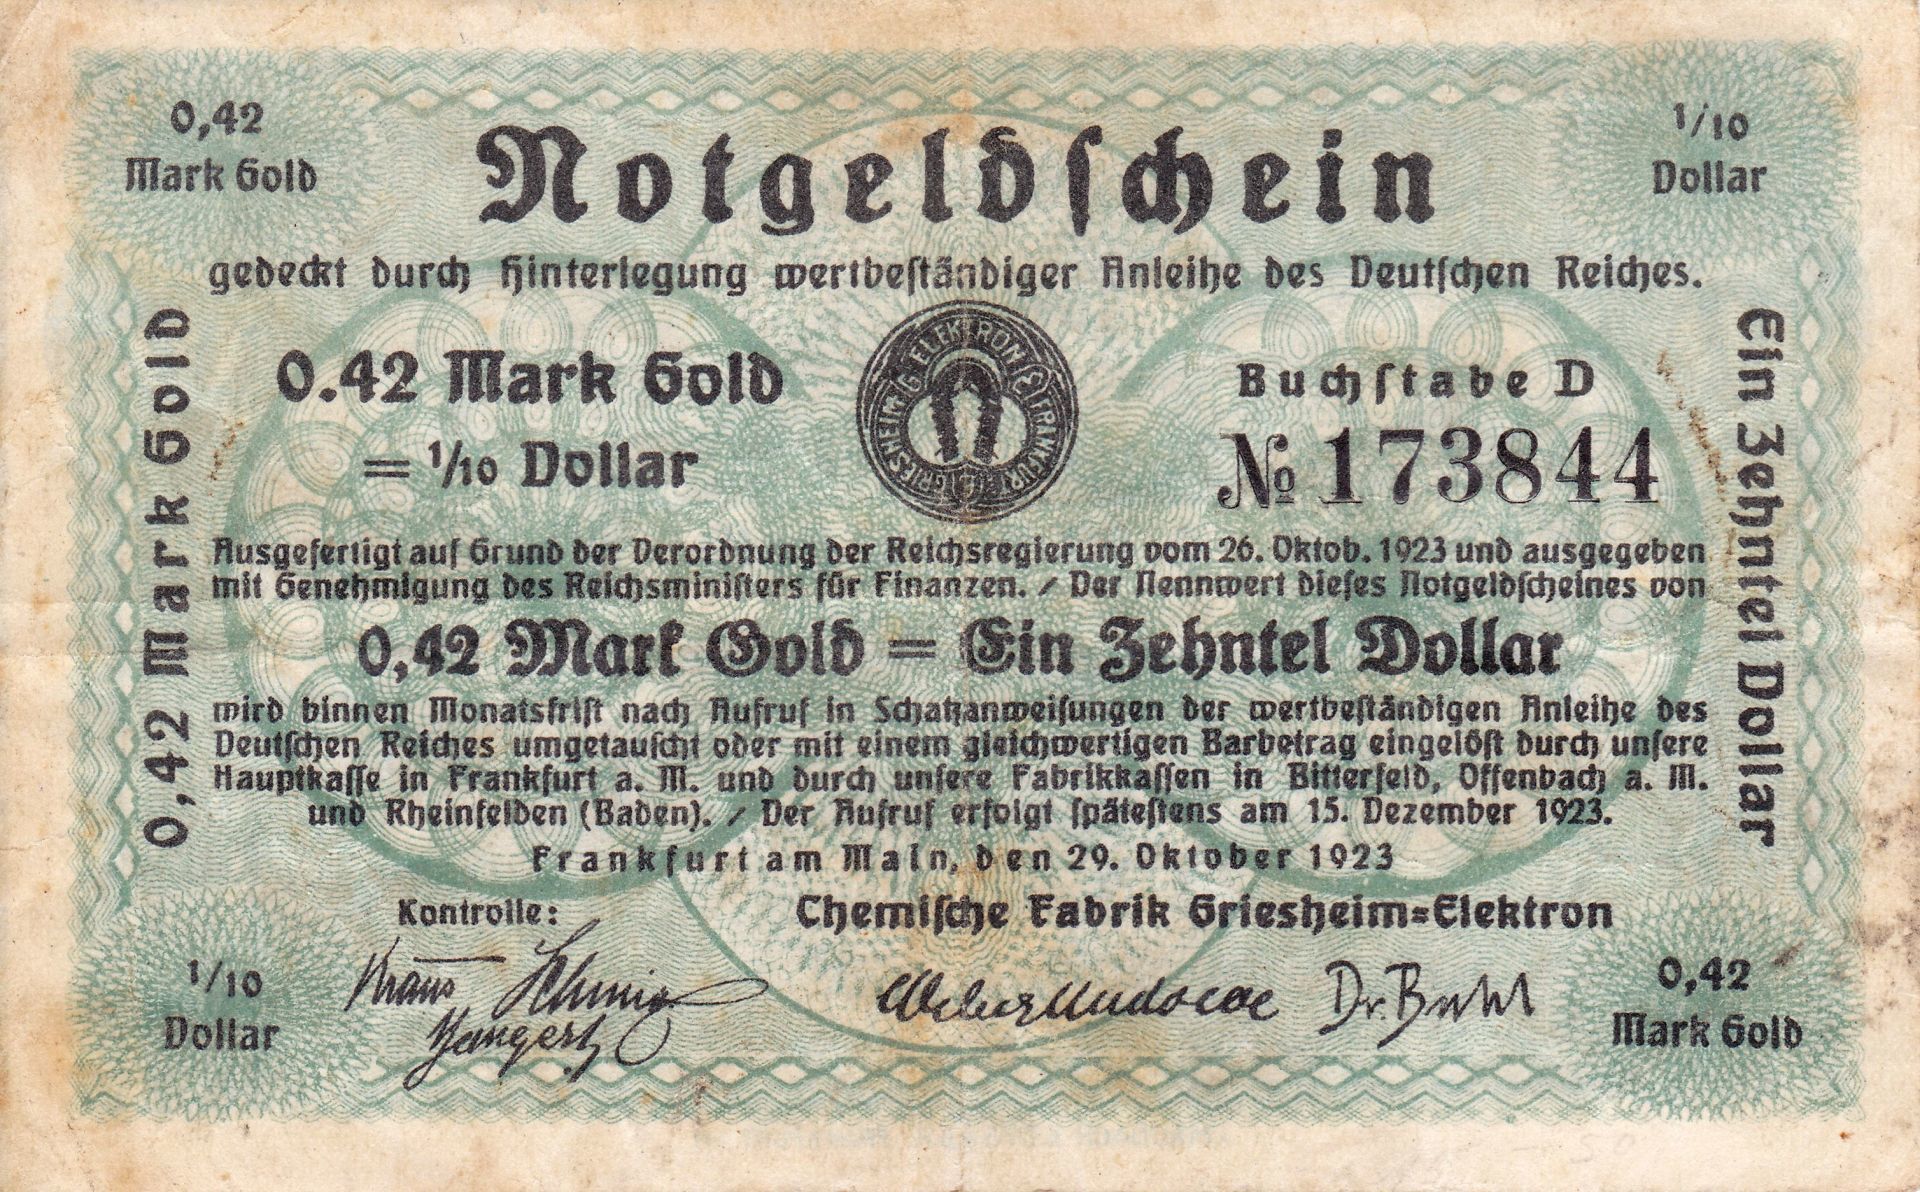 0,42
Mark Gold
1/10
Dollar
Notgeldschein
gedeckt durch Hinterlegung wertbeständiger Anleihe des Deutschen Reiches.
0,42 Mark Gold
Ein Zehntel Dollar
0.42 Mark Gold
= 1/10 Dollar
GRIESHEIM ELEKTRON FRANKFURT
Buchstabe D
№ 173844
Ausgefertigt auf Grund der Verordnung der Reichsregierung vom 26. Oktob. 1923 und ausgegeben
mit Genehmigung des Reichsministers für Finanzen. / Der Nennwert dieses Notgeldscheines von
0,42 Mark Gold = Ein Zehntel Dollar
wird binnen Monatsfrist nach Aufruf in Schatzanweisungen der wertbeständigen Anleihe des
Deutschen Reiches umgetauscht oder mit einem gleichwertigen Barbetrag eingelöst durch unsere
Hauptkasse in Frankfurt a. M. und durch unsere Fabrikkassen in Bitterfeld, Offenbach a. M.
und Rheinfelden (Baden). / Der Aufruf erfolgt spätestens am 15. Dezember 1923.
Frankfurt am Main, den 29. Oktober 1923
Kontrolle:
Chemische Fabrik Griesheim=Elektron
Kraus
Dr.
1/10
Dollar
0,42
Mark Gold